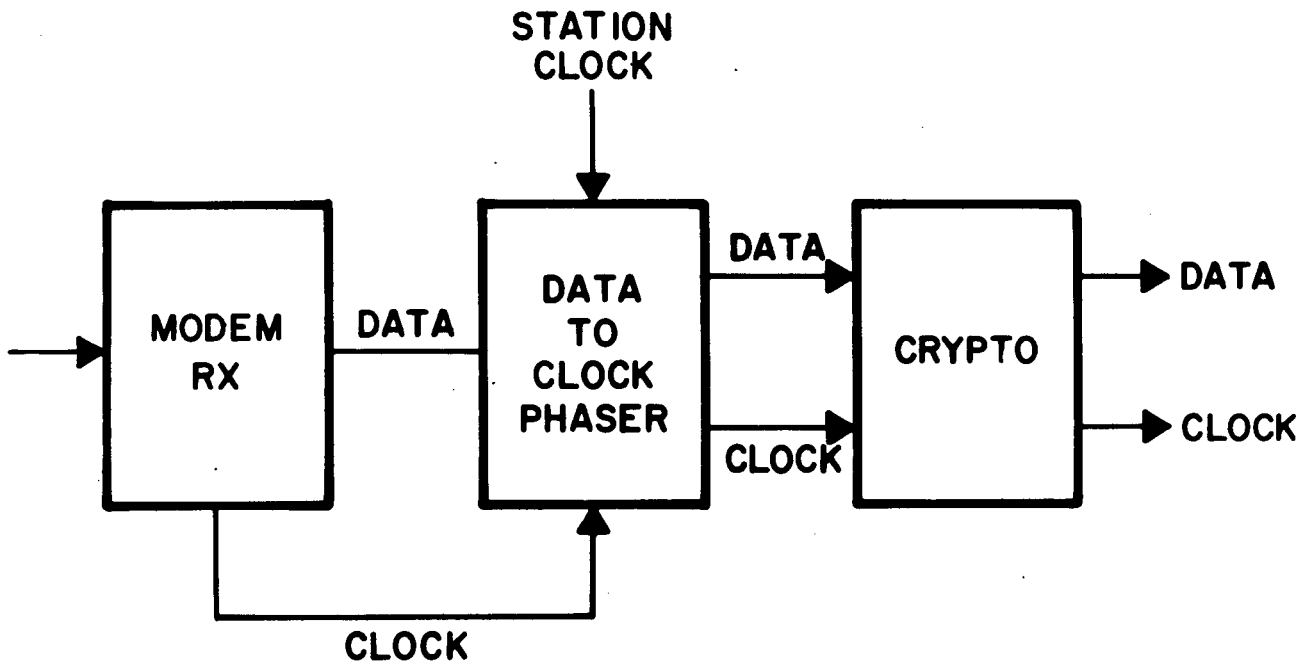 STATION
CLOCK
MODEM
RX
DATA
DATA
TO
CLOCK
PHASER
DATA
CLOCK
CRYPTO
DATA
CLOCK
CLOCK